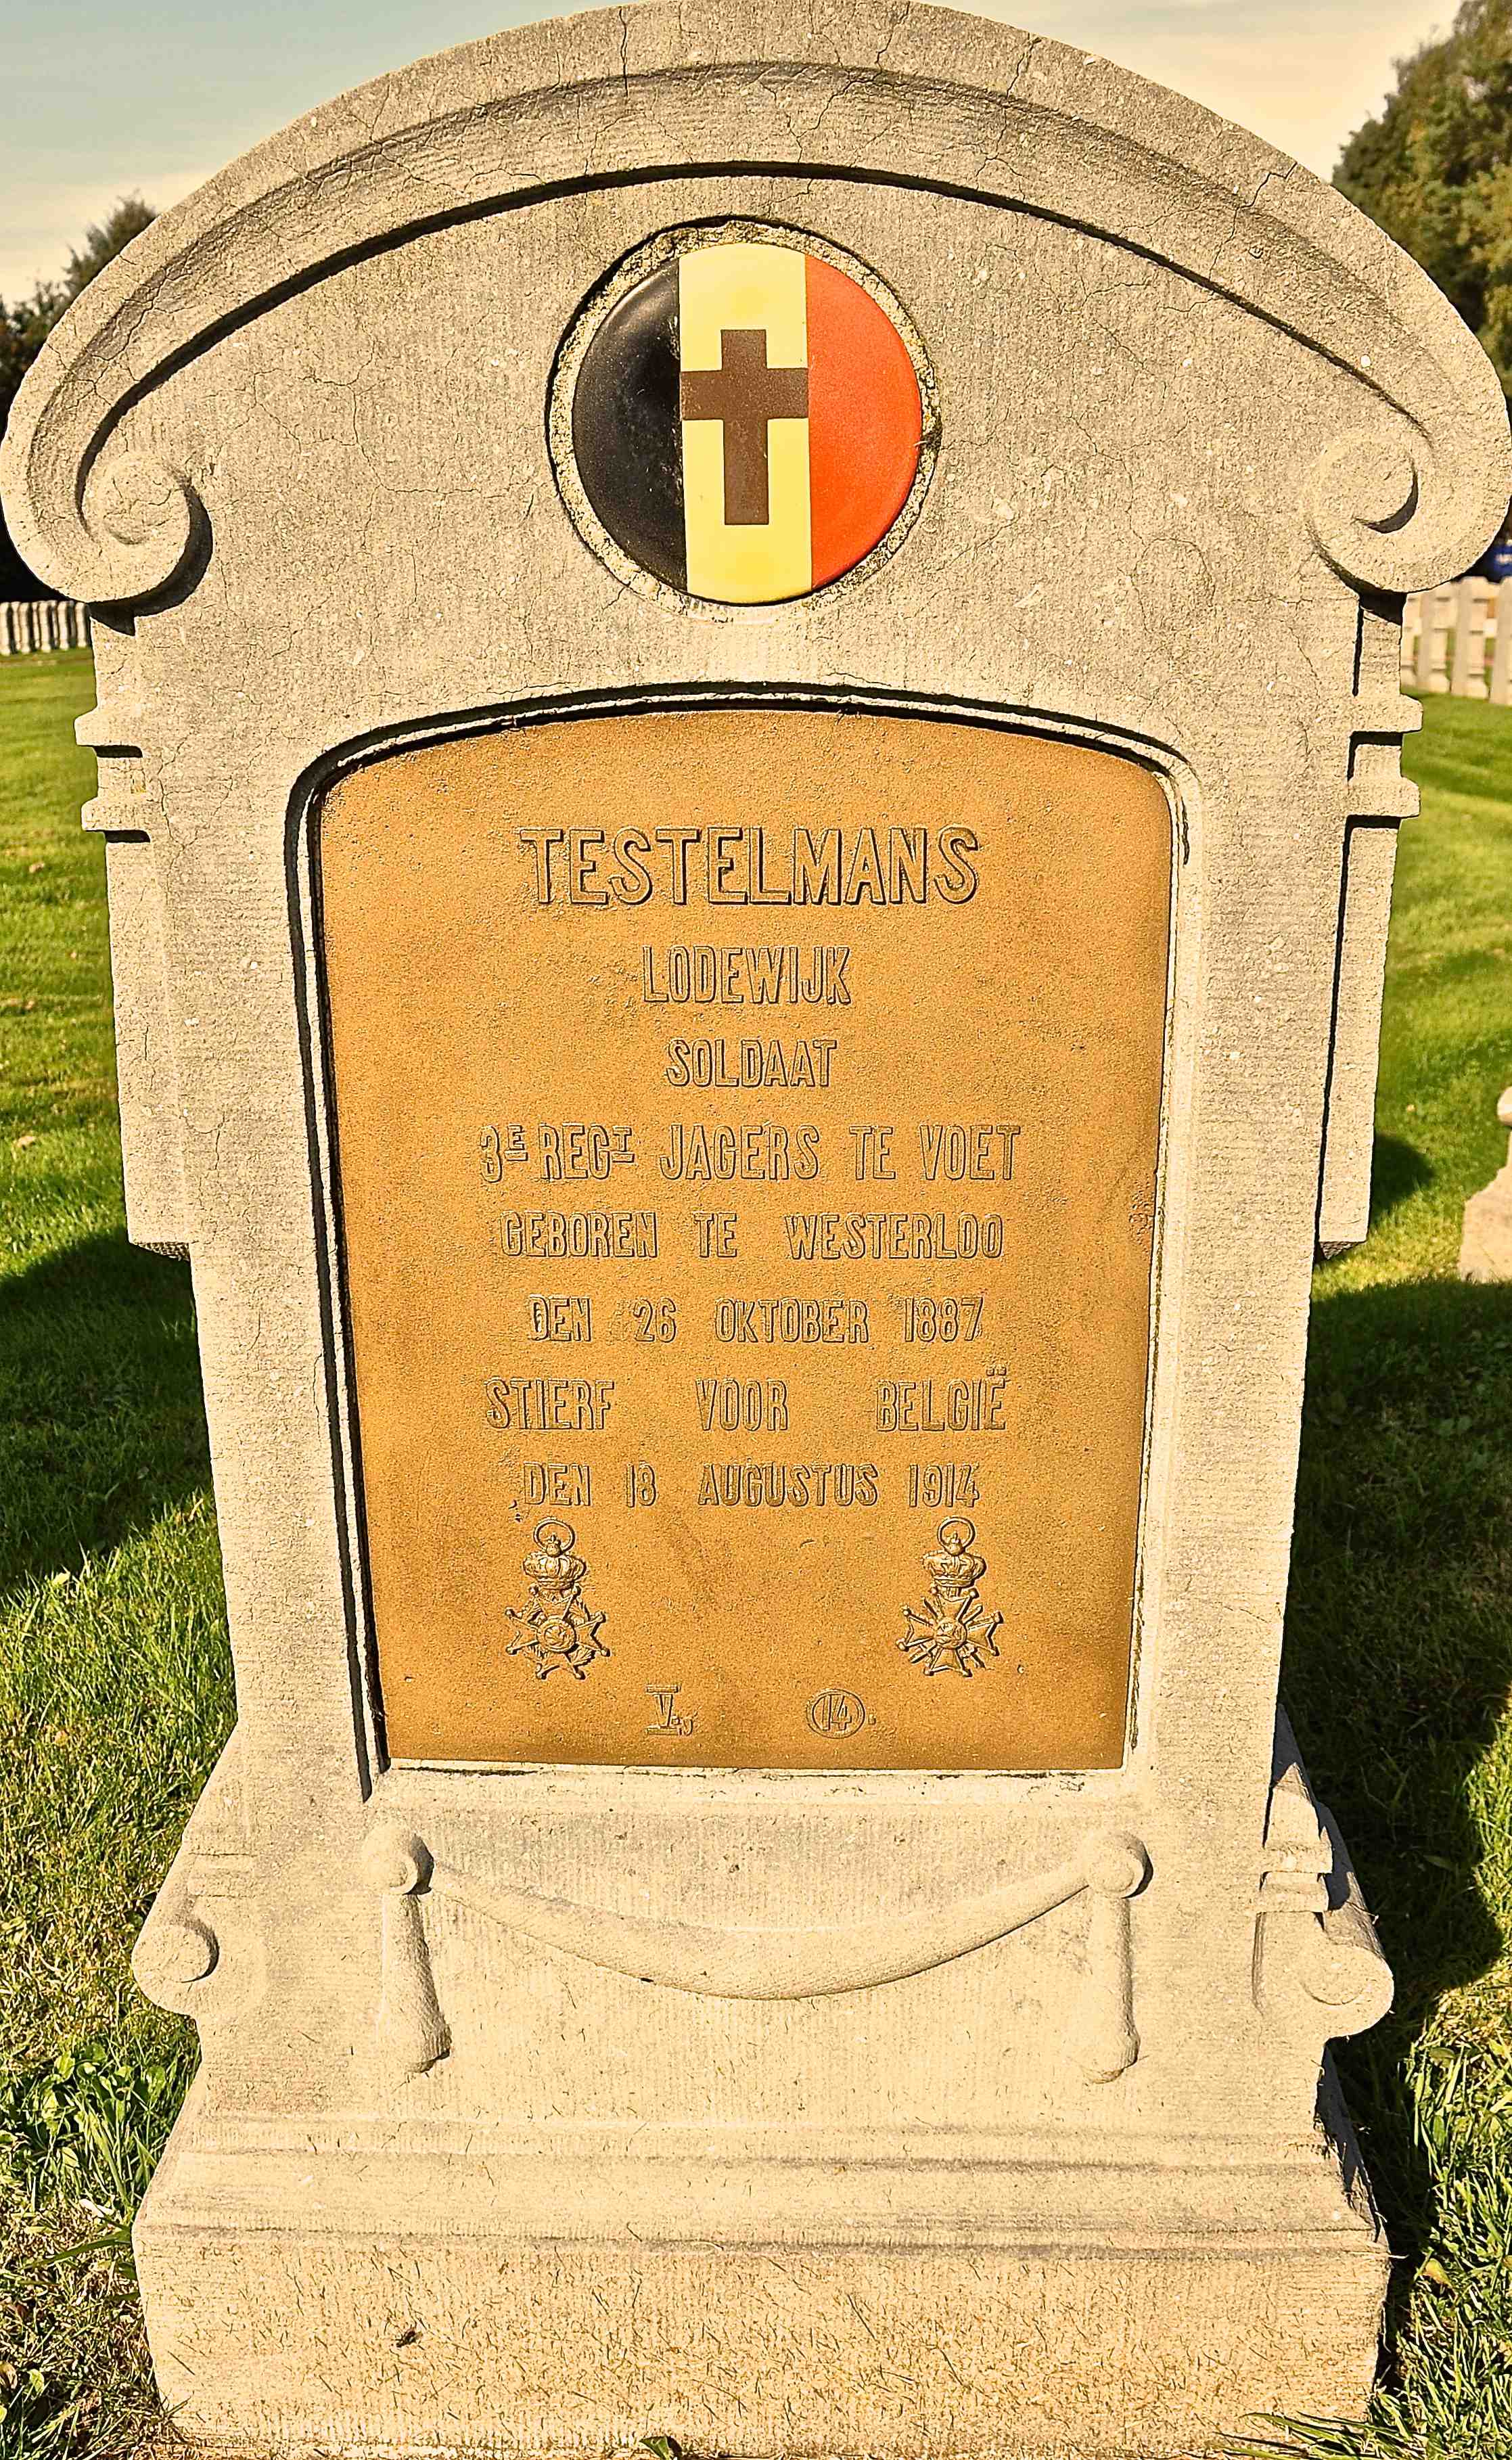 TESTELMANS
LODEWIJK
SOLDAAT
3E REGT JAGERS TE VOET
GEBOREN TE WESTERLOO
DEN 26 OKTOBER 1887
STIERF VOOR BELGIË
DEN 18 AUGUSTUS 1914
V. 14.